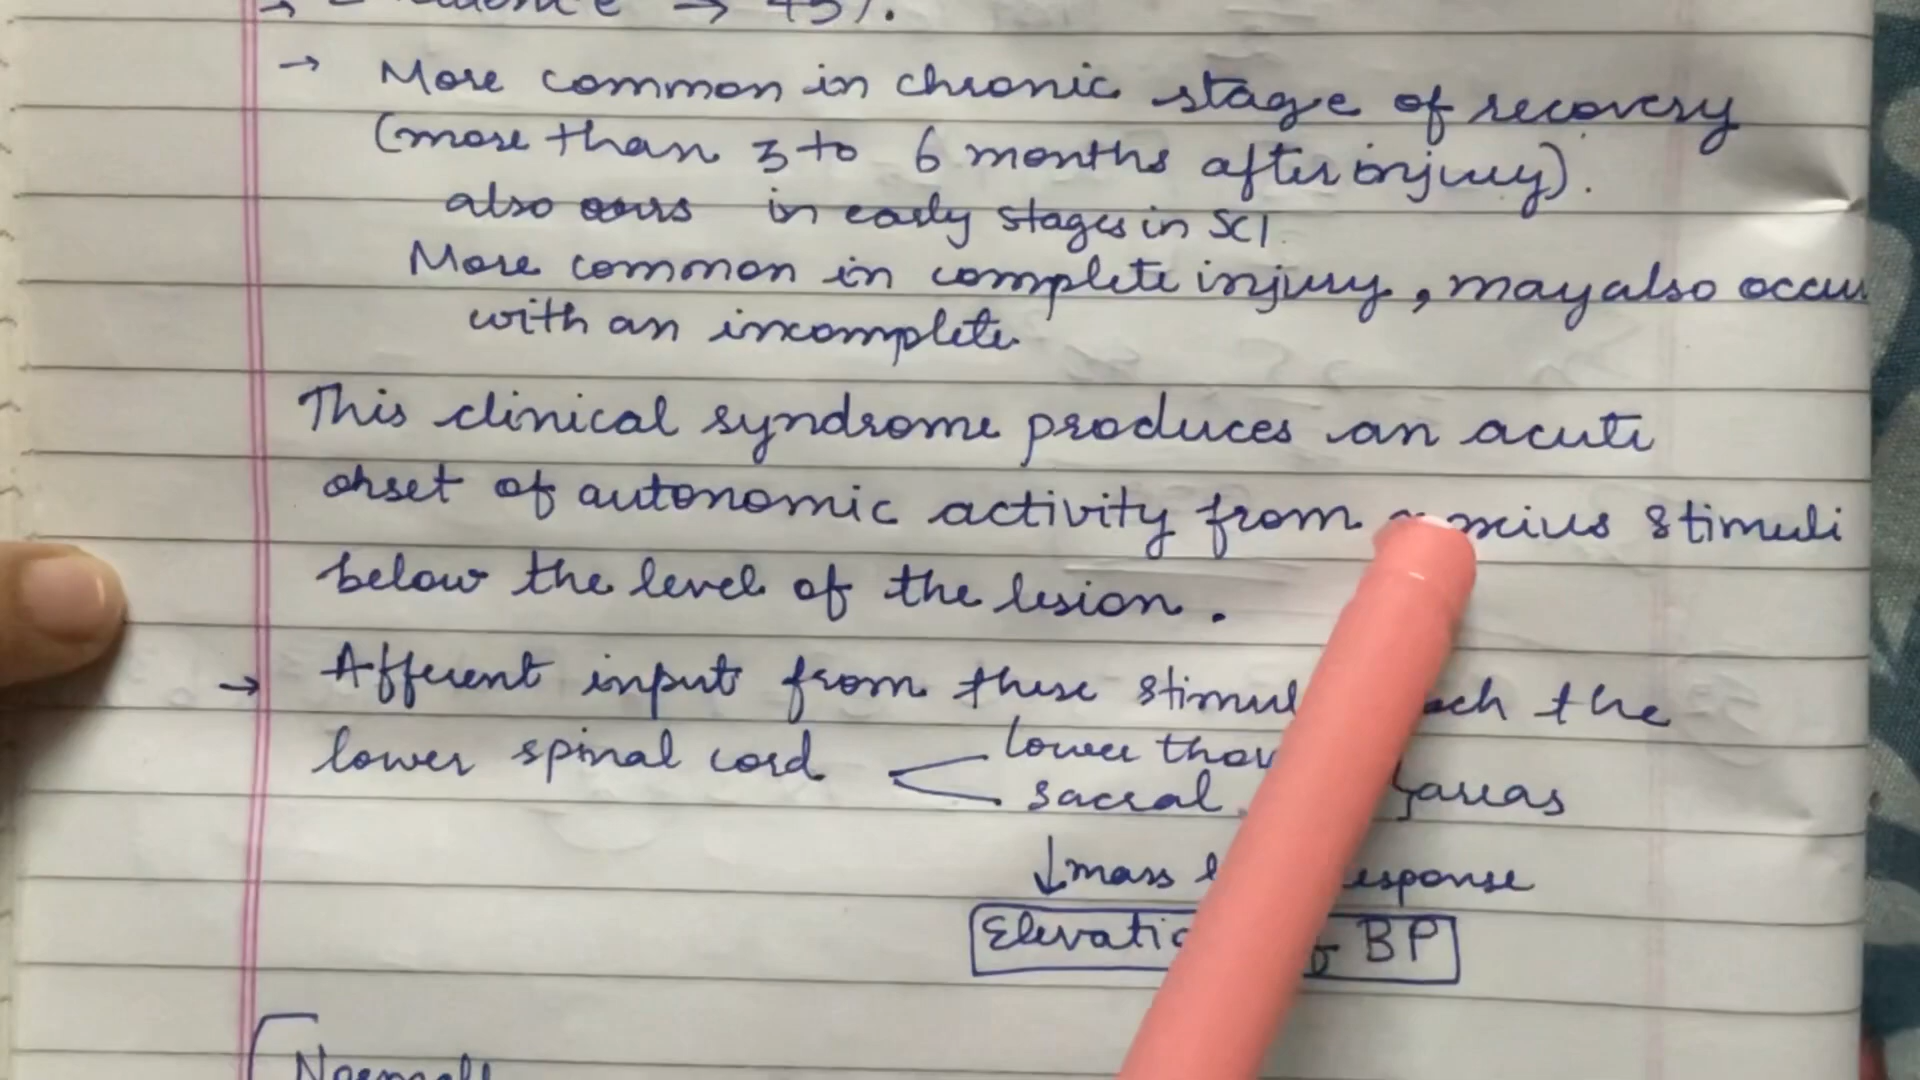 → 45%.
→ More common in chronic stage of recovery
(more than 3 to 6 months after injury).
also occurs in early stages in SCI.
More common in complete injury, may also occur
with an incomplete.
This clinical syndrome produces an acute
onset of autonomic activity from stimuli
below the level of the lesion.
→ Afferent input from these the
lower spinal cord lower
sacral areas
↓ mass
BP